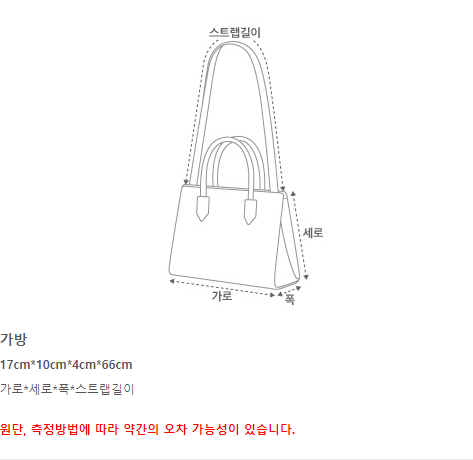 스트랩길이
세로
가로
폭
가방
17cm*10cm*4cm*66cm
가로*세로*폭*스트랩길이
원단, 측정방법에 따라 약간의 오차 가능성이 있습니다.